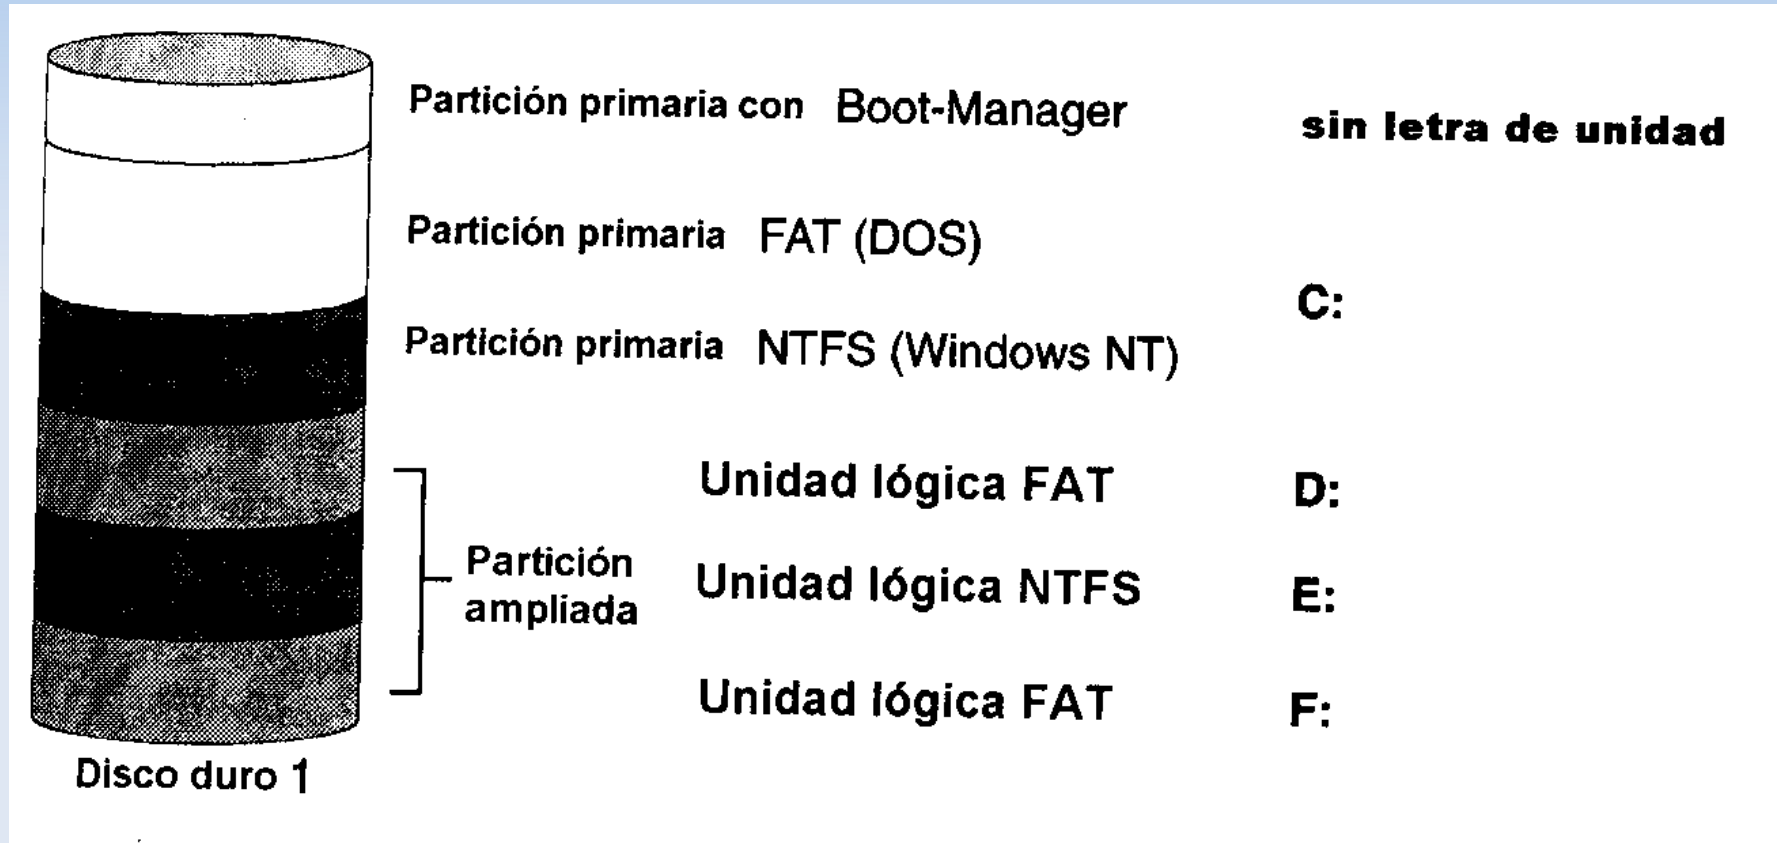 Partición primaria con Boot-Manager
sin letra de unidad
Partición primaria FAT (DOS)
C:
Partición primaria NTFS (Windows NT)
Unidad lógica FAT
D:
Partición
ampliada
Unidad lógica NTFS
E:
Unidad lógica FAT
F:
Disco duro 1